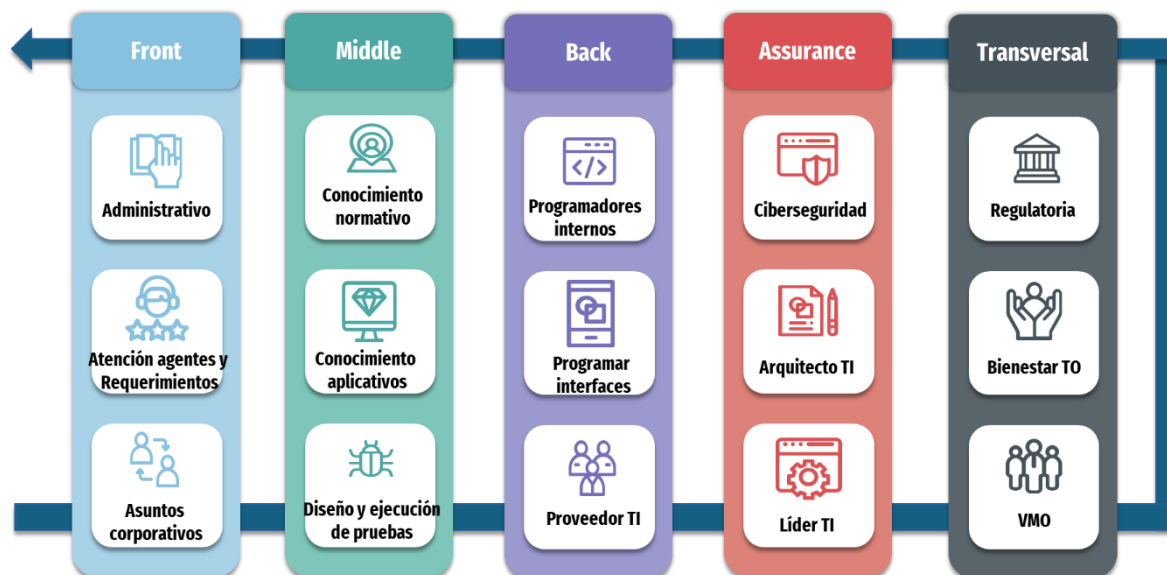 Front
Administrativo
Atención agentes y
Requerimientos
Asuntos
corporativos
Middle
Conocimiento
normativo
Conocimiento
aplicativos
Diseño y ejecución
de pruebas
Back
Programadores
internos
Programar
interfaces
Proveedor TI
Assurance
Ciberseguridad
Arquitecto TI
Líder TI
Transversal
Regulatoria
Bienestar TO
VMO